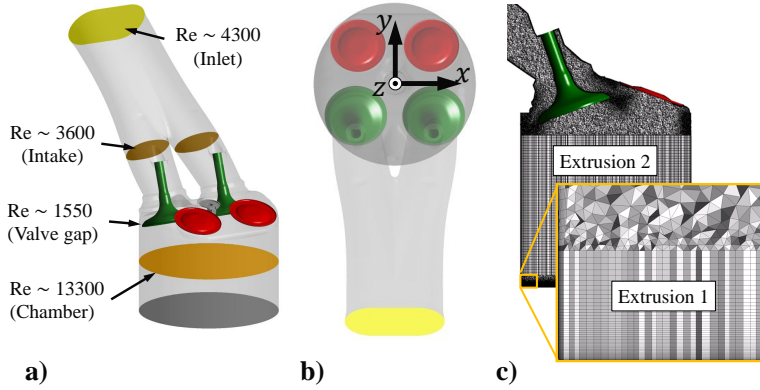 Re ~ 4300
(Inlet)
Re ~ 3600
(Intake)
Re ~ 1550
(Valve gap)
Re ~ 13300
(Chamber)
a)
y
x
z
b)
Extrusion 2
Extrusion 1
c)